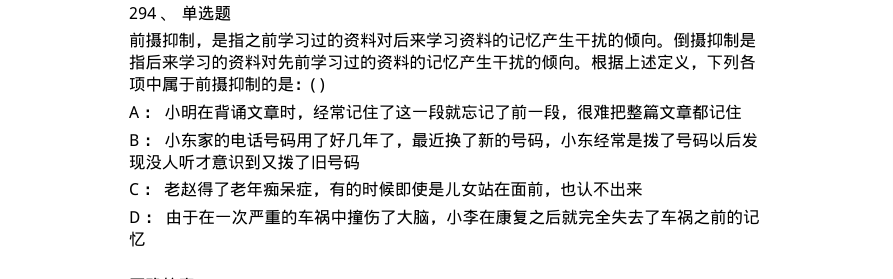 294 、 单选题
前摄抑制，是指之前学习过的资料对后来学习资料的记忆产生干扰的倾向。倒摄抑制是
指后来学习的资料对先前学习过的资料的记忆产生干扰的倾向。根据上述定义，下列各
项中属于前摄抑制的是：( )
A ： 小明在背诵文章时，经常记住了这一段就忘记了前一段，很难把整篇文章都记住
B ： 小东家的电话号码用了好几年了，最近换了新的号码，小东经常是拨了号码以后发
现没人听才意识到又拨了旧号码
C ： 老赵得了老年痴呆症，有的时候即使是儿女站在面前，也认不出来
D ： 由于在一次严重的车祸中撞伤了大脑，小李在康复之后就完全失去了车祸之前的记
忆